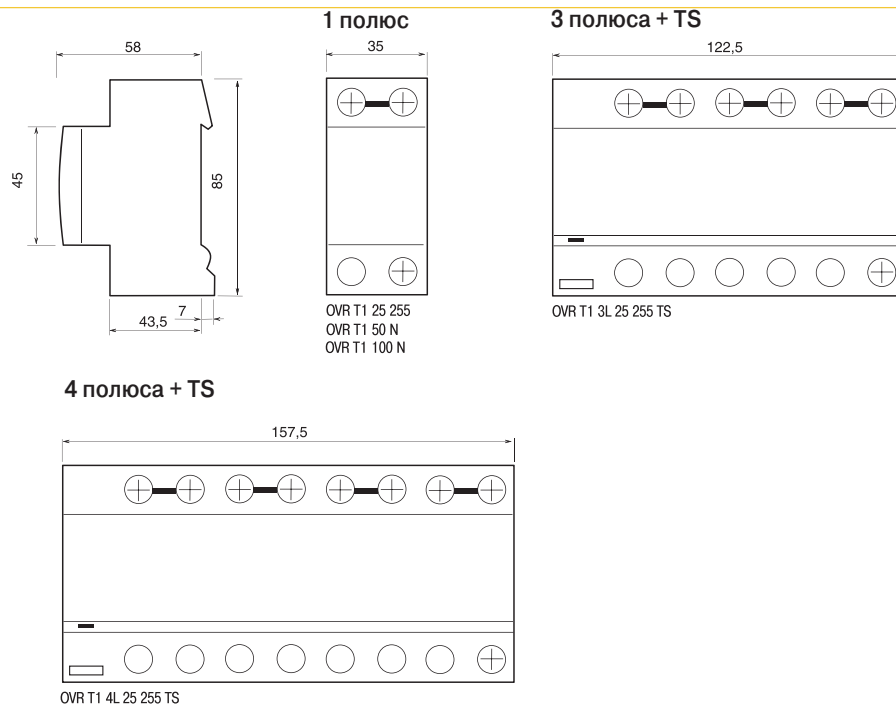 1 полюс
3 полюса + TS
58
35
122,5
45
85
7
43,5
OVR T1 25 255
OVR T1 50 N
OVR T1 100 N
OVR T1 3L 25 255 TS
4 полюса + TS
157,5
OVR T1 4L 25 255 TS